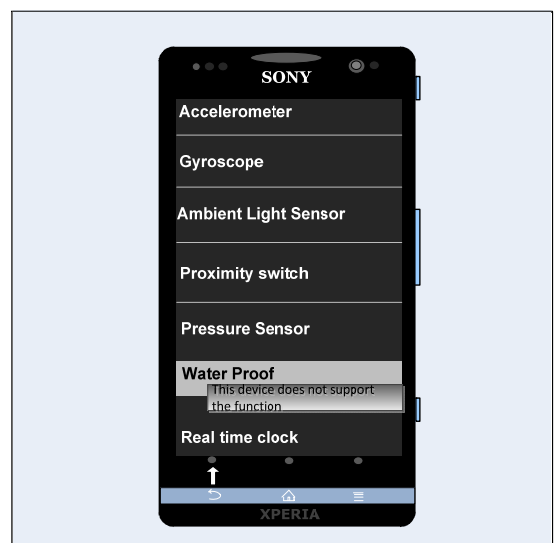 SONY
Accelerometer
Gyroscope
Ambient Light Sensor
Proximity switch
Pressure Sensor
Water Proof
This device does not support
the function
Real time clock
XPERIA